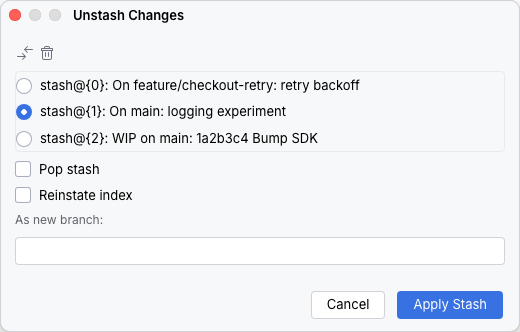 Unstash Changes
stash@{0}: On feature/checkout-retry: retry backoff
stash@{1}: On main: logging experiment
stash@{2}: WIP on main: 1a2b3c4 Bump SDK
Pop stash
Reinstate index
As new branch:
Cancel
Apply Stash